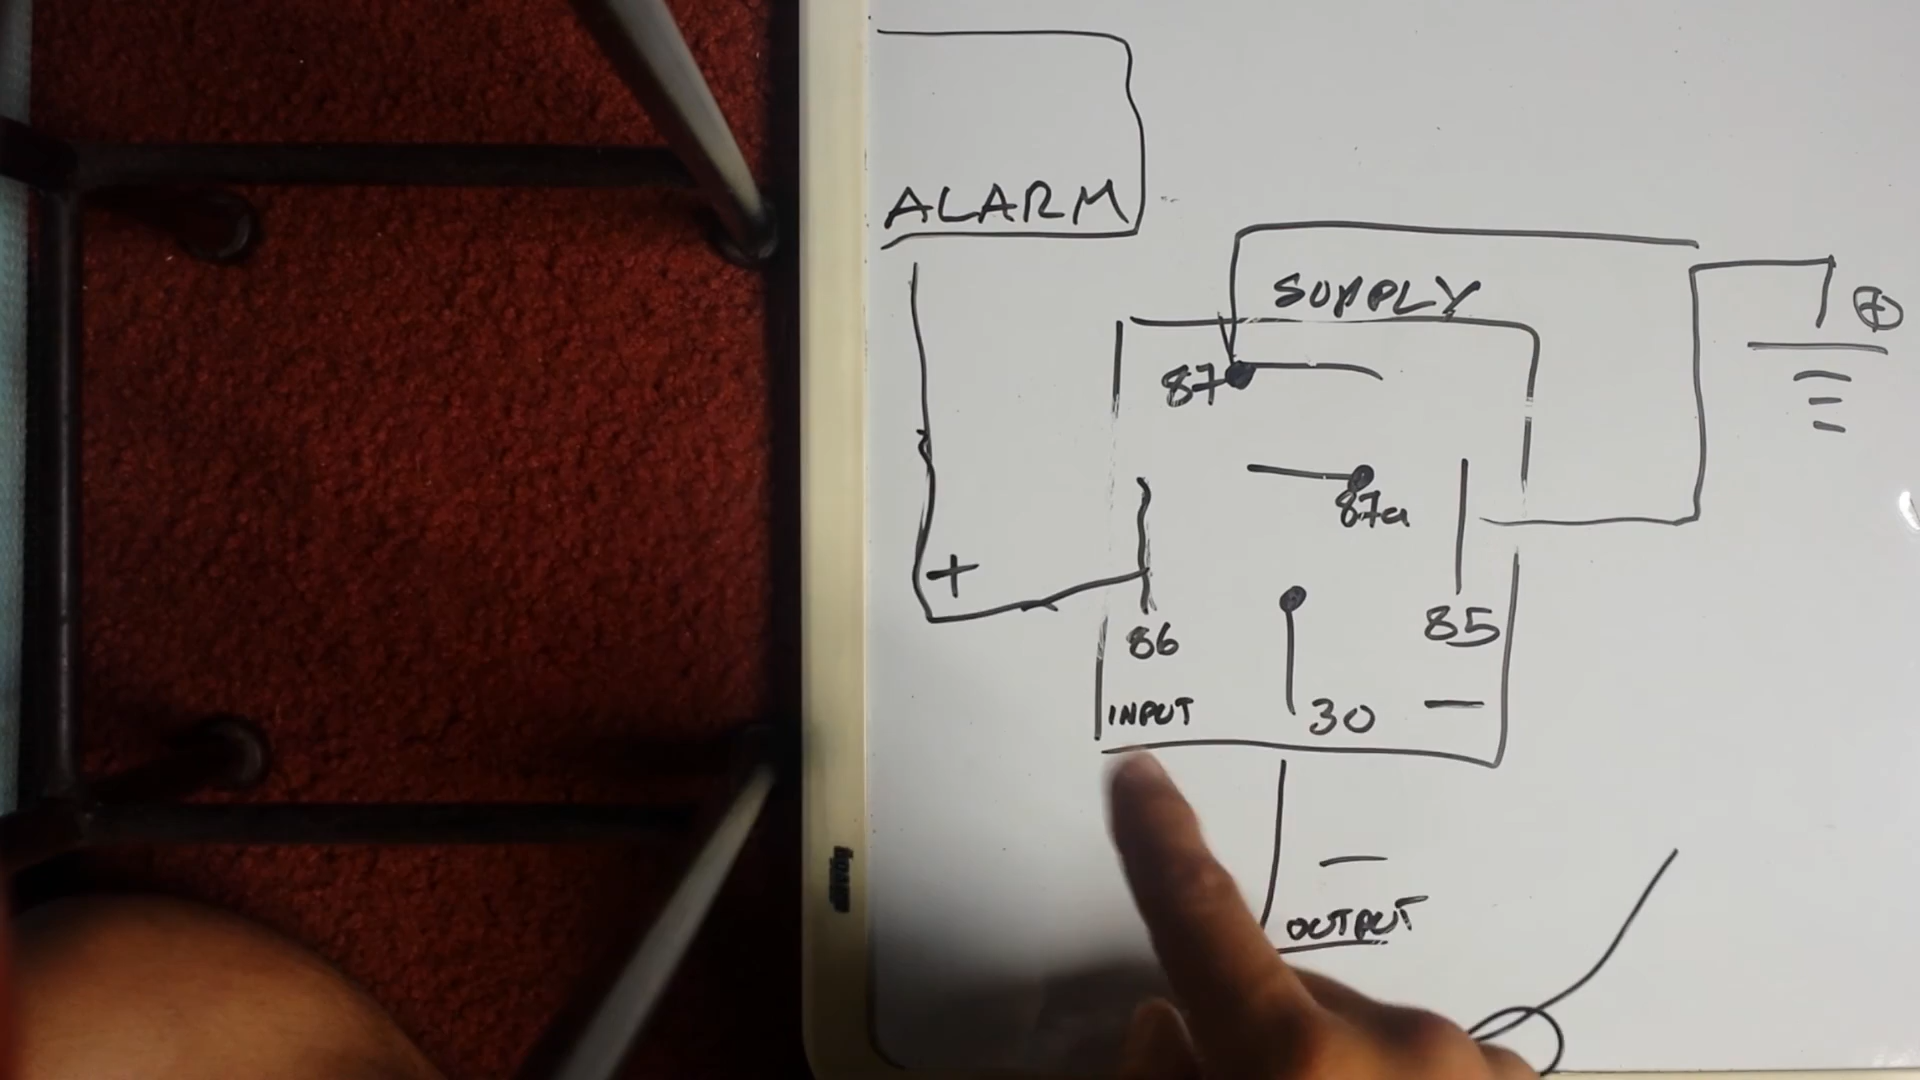 ALARM
SUPPLY
+
87
87a
+
86
85
INPUT
30
-
-
OUTPUT